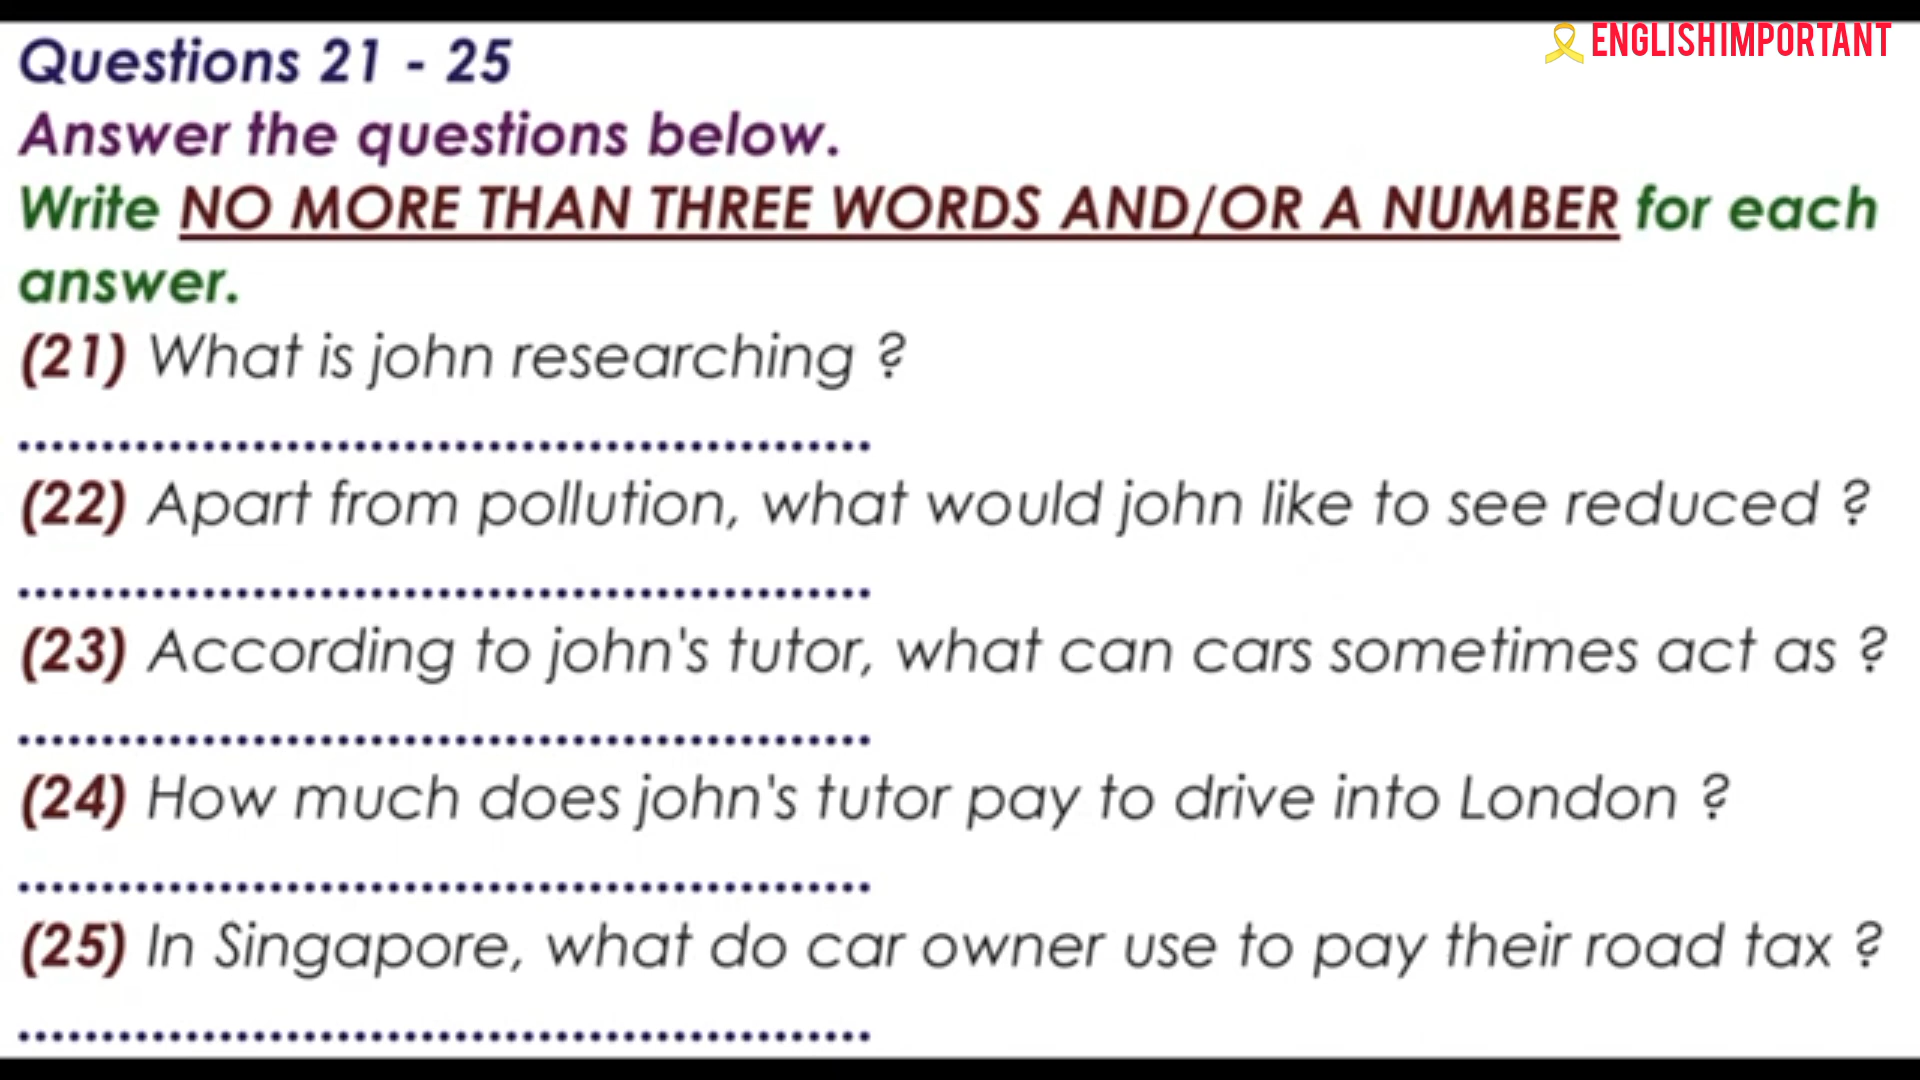 ENGLISHIMPORTANT
Questions 21 - 25
Answer the questions below.
Write NO MORE THAN THREE WORDS AND/OR A NUMBER for each
answer.
(21) What is john researching ?
....................................................
(22) Apart from pollution, what would john like to see reduced ?
....................................................
(23) According to john's tutor, what can cars sometimes act as ?
....................................................
(24) How much does john's tutor pay to drive into London ?
....................................................
(25) In Singapore, what do car owner use to pay their road tax ?
....................................................